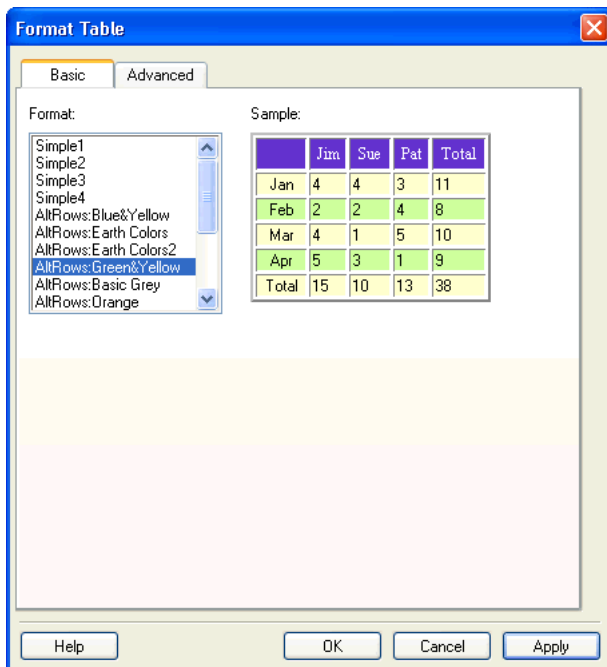 Format Table
Basic Advanced
Format:
Simple1
Simple2
Simple3
Simple4
AltRows:Blue&Yellow
AltRows:Earth Colors
AltRows:Earth Colors2
AltRows:Green&Yellow
AltRows:Basic Grey
AltRows:Orange
Sample:
Jim Sue Pat Total
Jan 4 4 3 11
Feb 2 2 4 8
Mar 4 1 5 10
Apr 5 3 1 9
Total 15 10 13 38
Help OK Cancel Apply